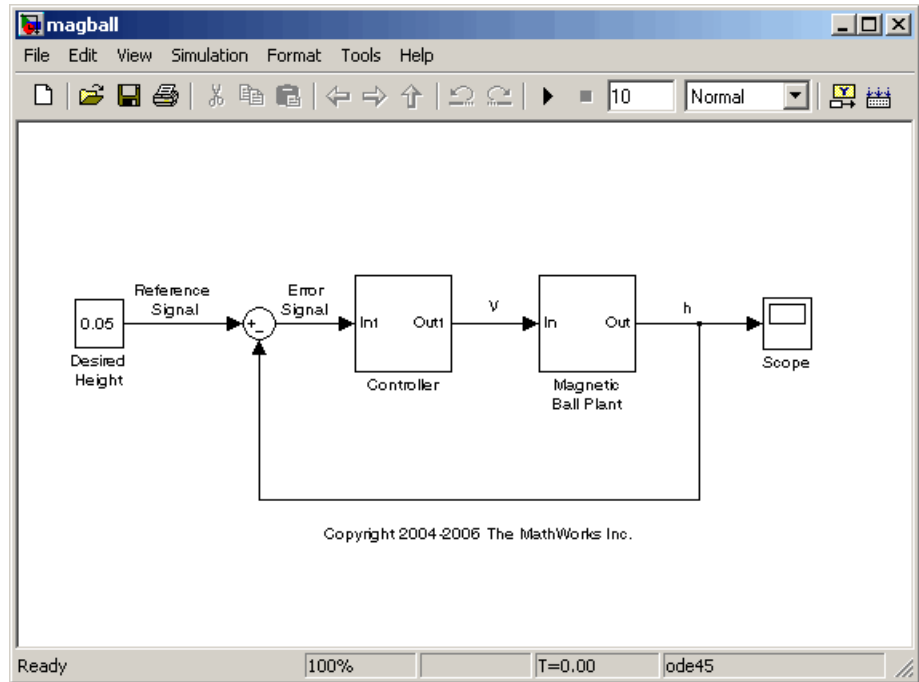 magball
File Edit View Simulation Format Tools Help
10 Normal
Reference
Signal
Error
Signal
0.05
Desired
Height
+
-
In1 Out1
Controller
V
In Out
Magnetic
Ball Plant
h
Scope
Copyright 2004-2006 The MathWorks Inc.
Ready 100% T=0.00 ode45